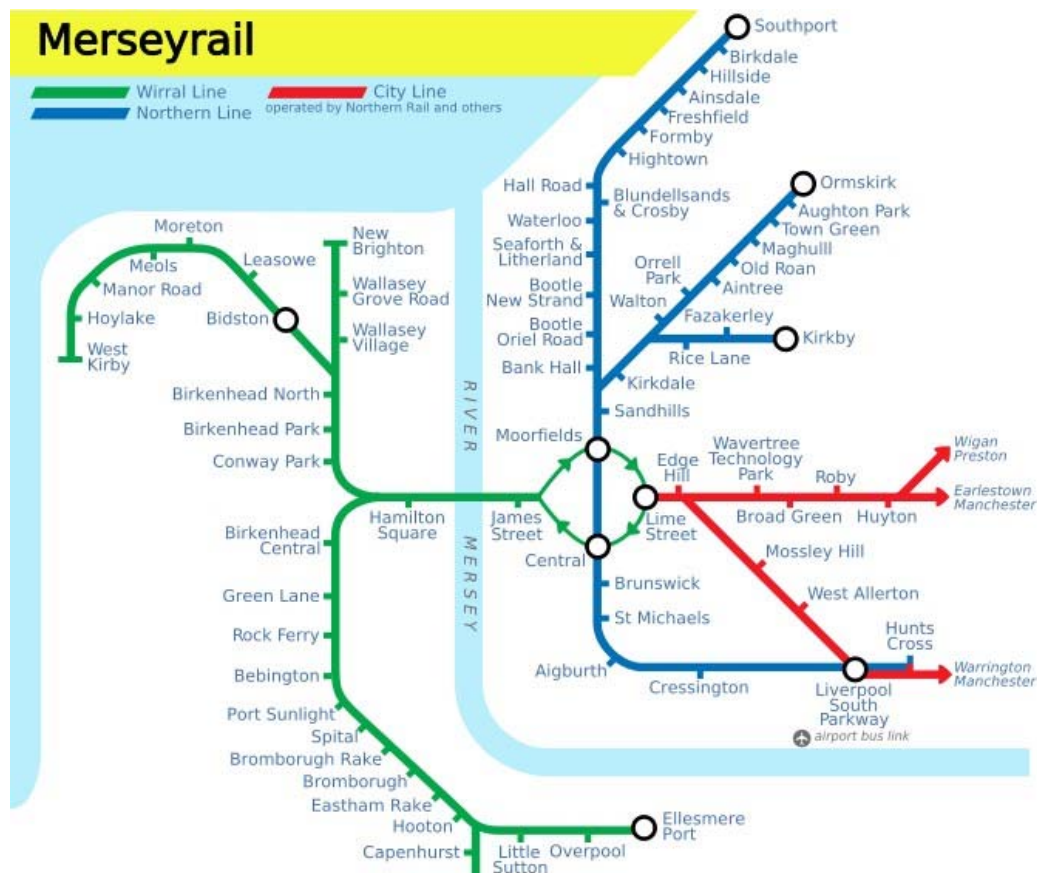 Merseyrail
Wirral Line
City Line
operated by Northern Rail and others
Northern Line
Southport
Birkdale
Hillside
Ainsdale
Freshfield
Formby
Hightown
Hall Road
Blundellsands
& Crosby
Waterloo
Seaforth &
Litherland
Bootle
New Strand
Bootle
Oriel Road
Bank Hall
Ormskirk
Aughton Park
Town Green
Maghulll
Old Roan
Aintree
Orrell
Park
Walton
Fazakerley
Kirkby
Rice Lane
Kirkdale
Sandhills
Moreton
Meols
Manor Road
Hoylake
West
Kirby
Leasowe
Bidston
New
Brighton
Wallasey
Grove Road
Wallasey
Village
Birkenhead North
Birkenhead Park
Conway Park
RIVER
MERSEY
Moorfields
Hamilton
Square
James
Street
Lime
Street
Central
Edge
Hill
Wavertree
Technology
Park
Roby
Broad Green
Huyton
Wigan
Preston
Earlestown
Manchester
Mossley Hill
West Allerton
Hunts
Cross
Warrington
Manchester
Liverpool
South
Parkway
airport bus link
Brunswick
St Michaels
Aigburth
Cressington
Birkenhead
Central
Green Lane
Rock Ferry
Bebington
Port Sunlight
Spital
Bromborugh Rake
Bromborugh
Eastham Rake
Hooton
Capenhurst
Little
Sutton
Overpool
Ellesmere
Port